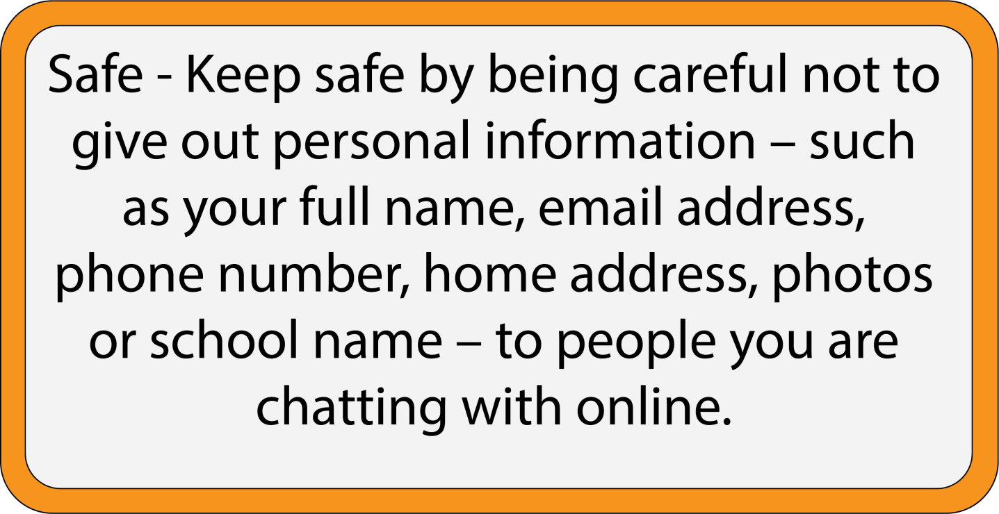 Safe - Keep safe by being careful not to
give out personal information – such
as your full name, email address,
phone number, home address, photos
or school name – to people you are
chatting with online.